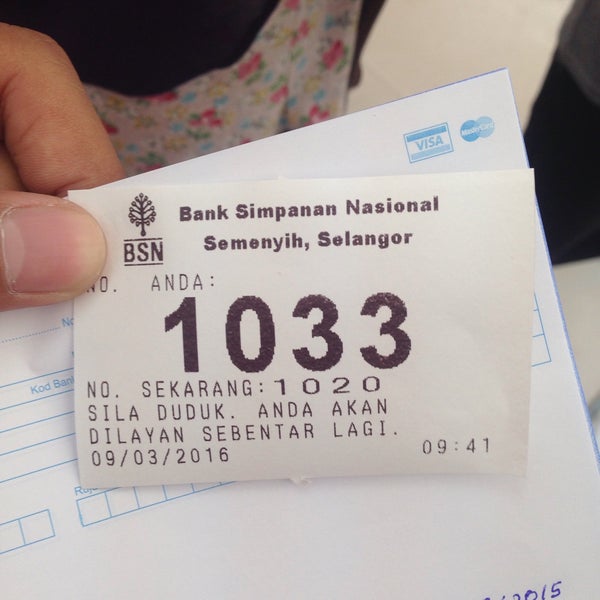 VISA MasterCard
BSN
Bank Simpanan Nasional
Semenyih, Selangor
NO. ANDA:
1033
NO. SEKARANG: 1020
SILA DUDUK. ANDA AKAN
DILAYAN SEBENTAR LAGI.
09/03/2016 09:41
No
Kod Bank